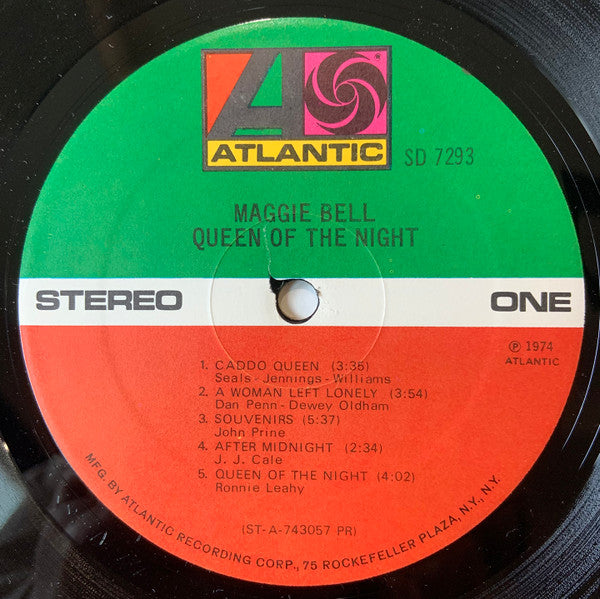 ATLANTIC
SD 7293
MAGGIE BELL
QUEEN OF THE NIGHT
STEREO
ONE
℗ 1974
ATLANTIC
1. CADDO QUEEN (3:36)
Seals - Jennings - Williams
2. A WOMAN LEFT LONELY (3:54)
Dan Penn - Dewey Oldham
3. SOUVENIRS (5:37)
John Prine
4. AFTER MIDNIGHT (2:34)
J. J. Cale
5. QUEEN OF THE NIGHT (4:02)
Ronnie Leahy
(ST-A-743057 PR)
MFG. BY ATLANTIC RECORDING CORP., 75 ROCKEFELLER PLAZA, N.Y., N.Y.